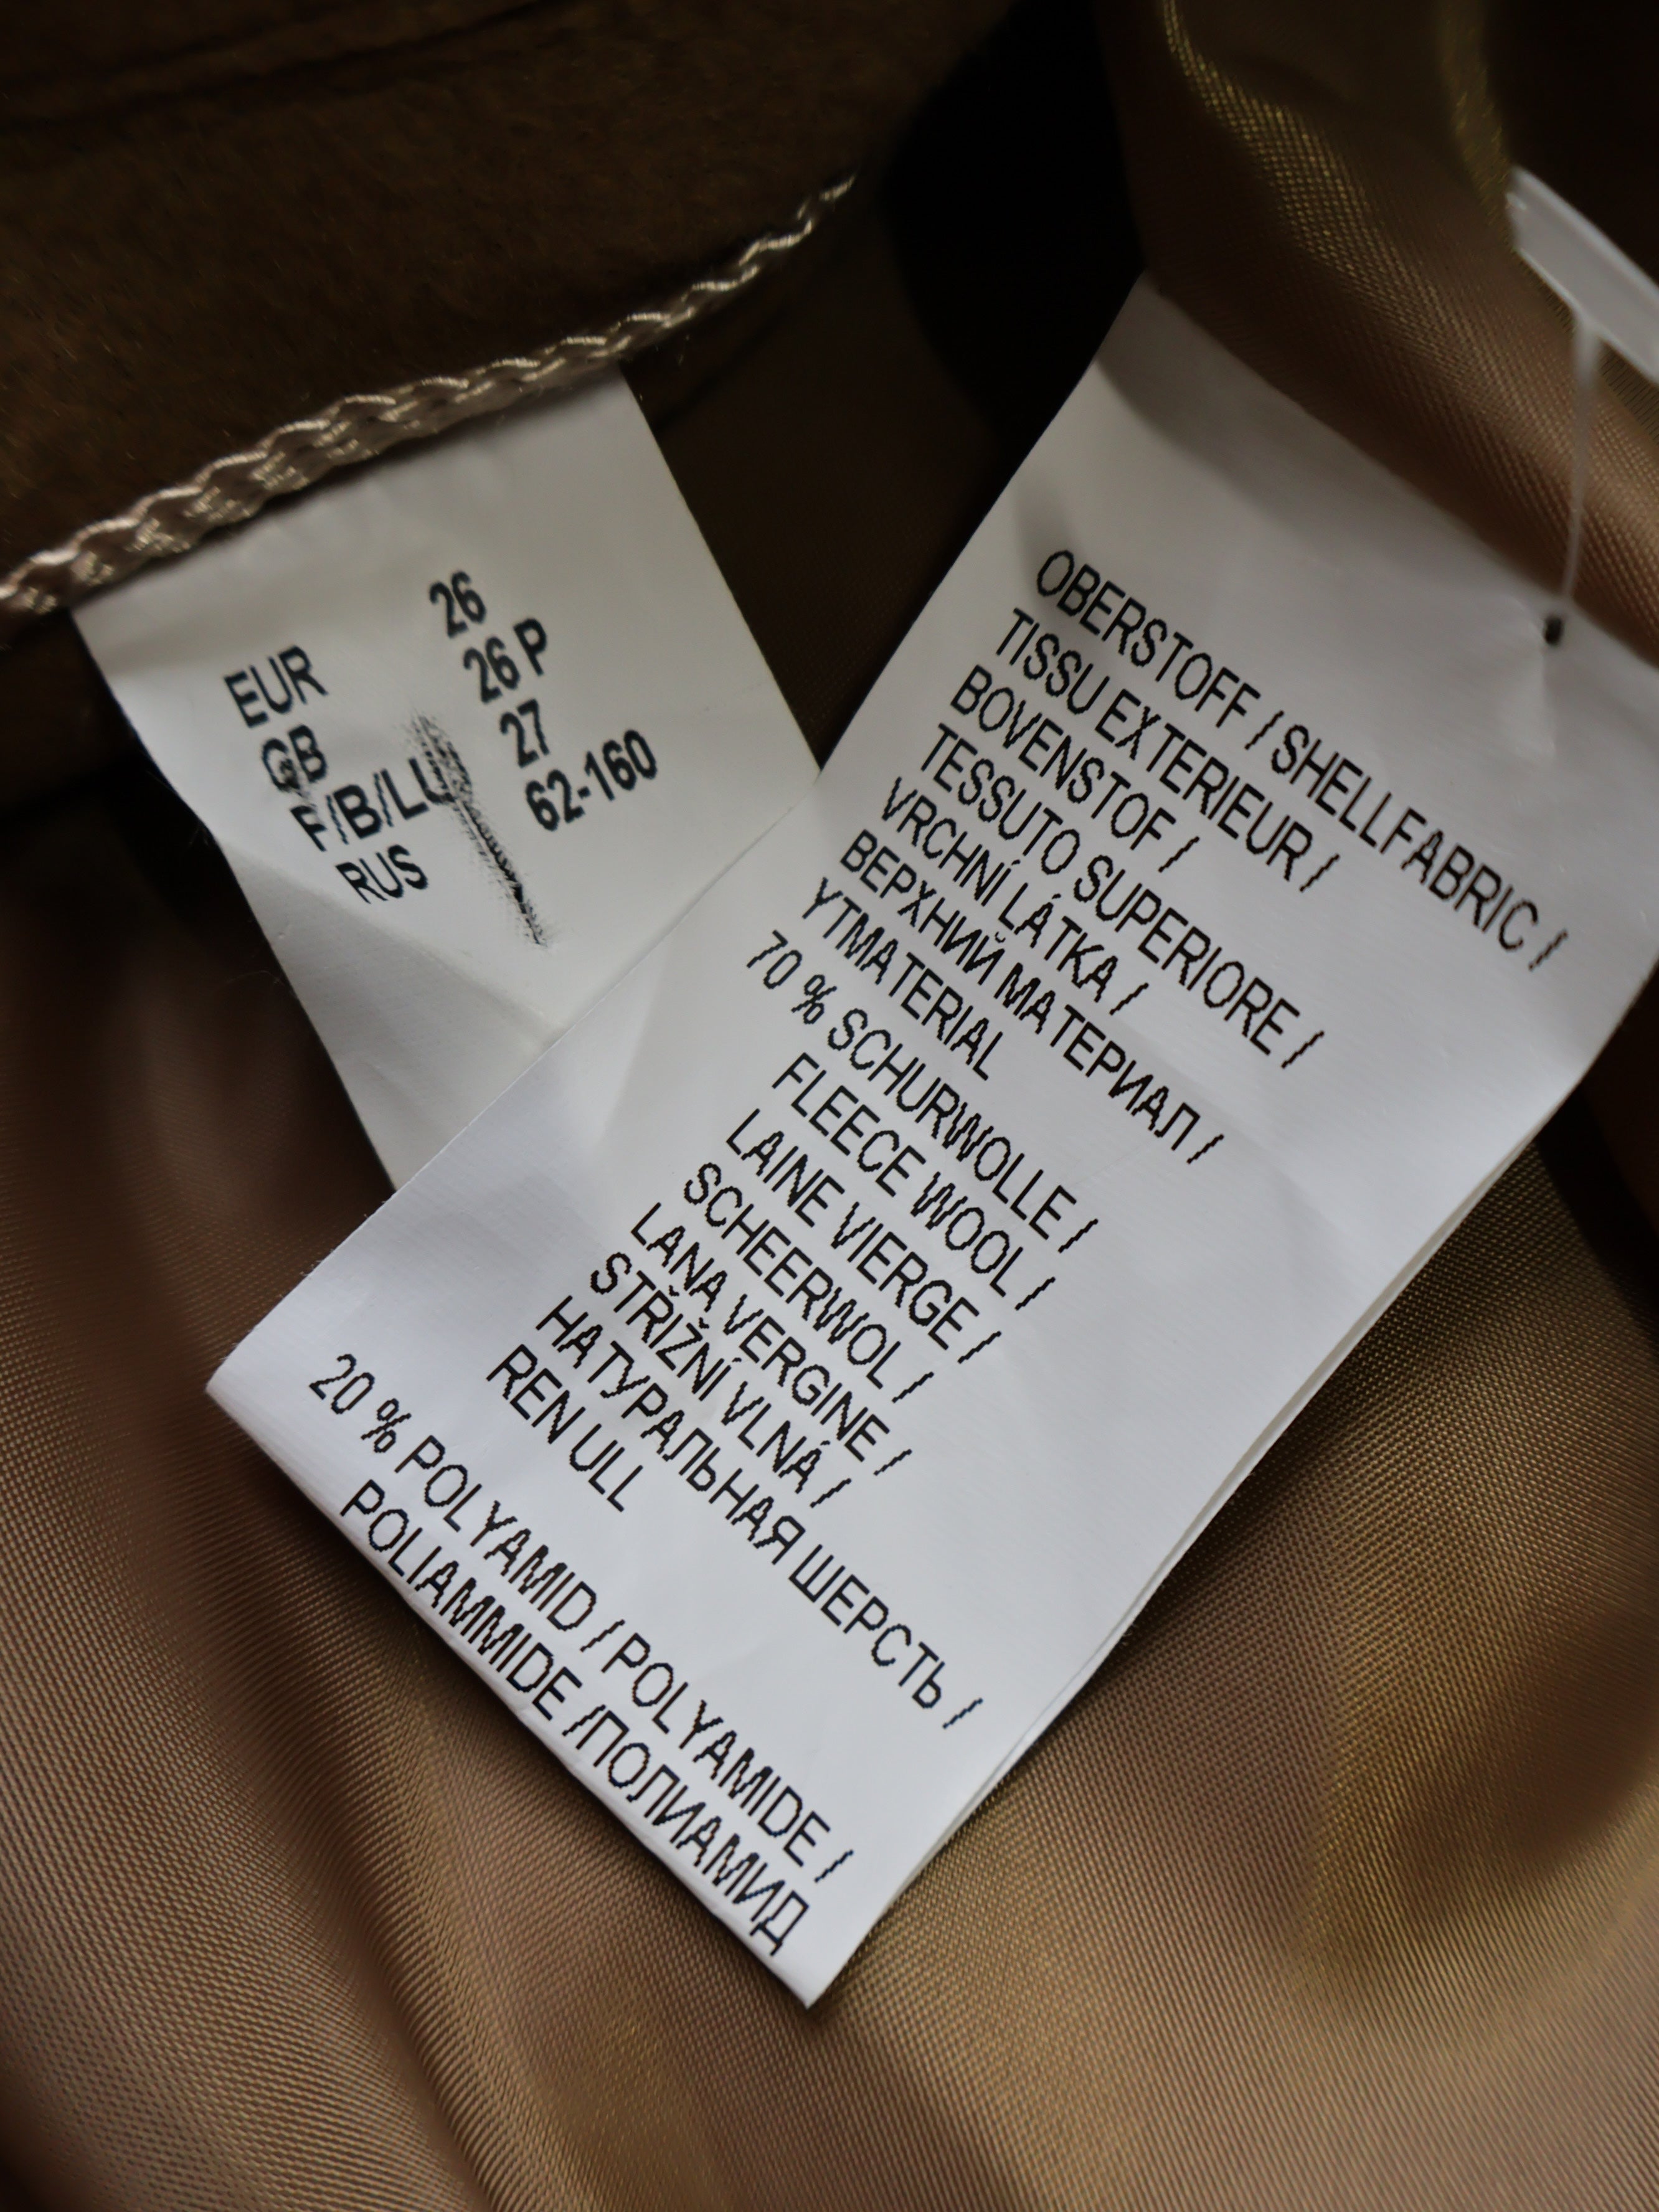 EUR 26
GB 26 P
F/B/LU 27
RUS 62-160
OBERSTOFF / SHELLFABRIC /
TISSU EXTERIEUR /
BOVENSTOF /
TESSUTO SUPERIORE /
VRCHNÍ LÁTKA /
ВЕРХНИЙ МАТЕРИАЛ /
YTMATERIAL
70 % SCHURWOLLE /
FLEECE WOOL /
LAINE VIERGE /
SCHEERWOL /
LANA VERGINE /
STŘIŽNÍ VLNÁ /
НАТУРАЛЬНАЯ ШЕРСТЬ /
REN ULL
20 % POLYAMID / POLYAMIDE /
POLIAMMIDE /ПОЛИАМИД